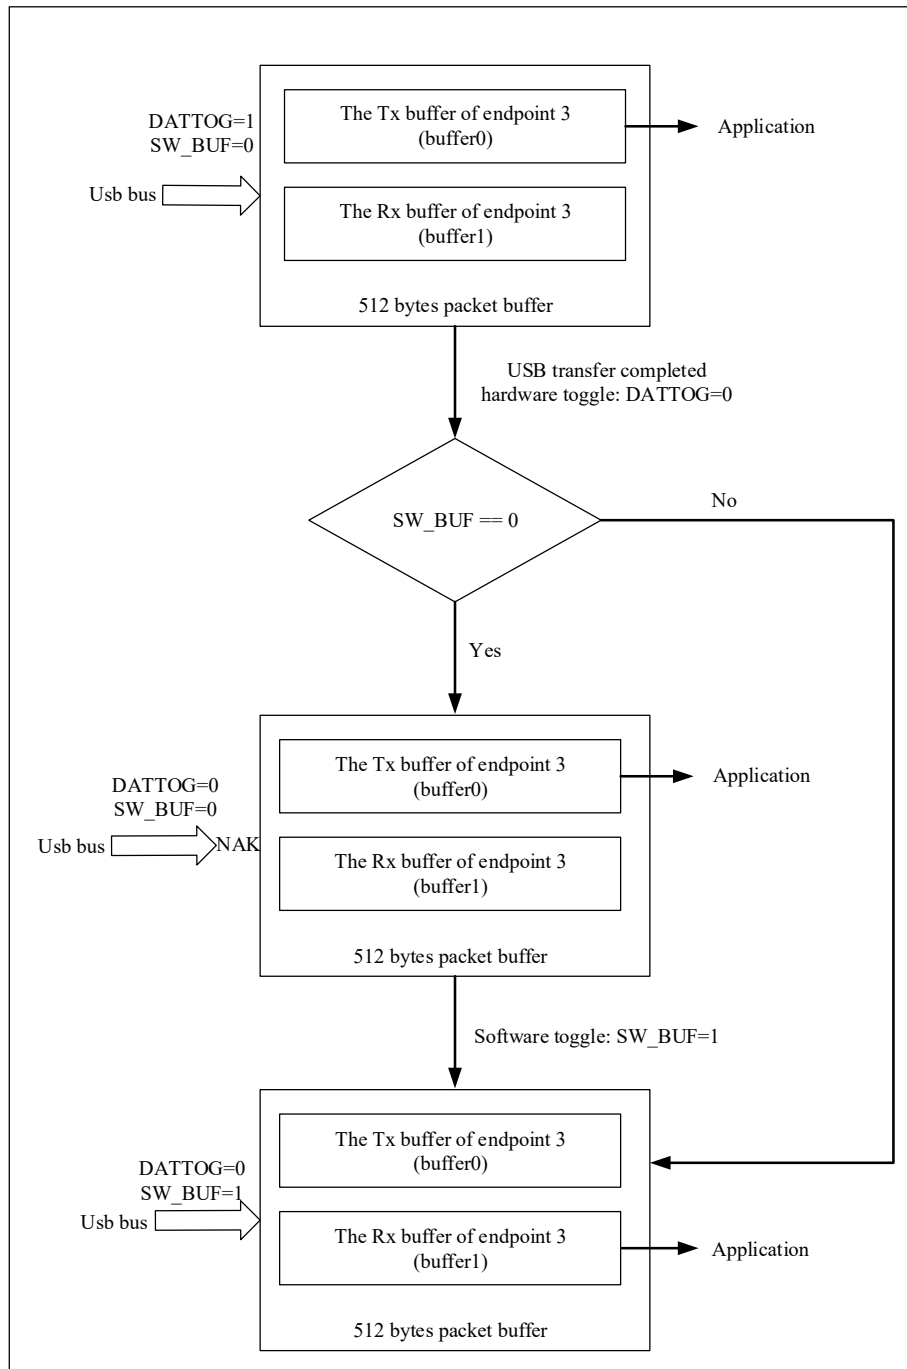 DATTOG=1
SW_BUF=0
Usb bus
The Tx buffer of endpoint 3
(buffer0)
Application
The Rx buffer of endpoint 3
(buffer1)
512 bytes packet buffer
USB transfer completed
hardware toggle: DATTOG=0
SW_BUF == 0
No
Yes
DATTOG=0
SW_BUF=0
Usb bus
NAK
The Tx buffer of endpoint 3
(buffer0)
Application
The Rx buffer of endpoint 3
(buffer1)
512 bytes packet buffer
Software toggle: SW_BUF=1
DATTOG=0
SW_BUF=1
Usb bus
The Tx buffer of endpoint 3
(buffer0)
The Rx buffer of endpoint 3
(buffer1)
Application
512 bytes packet buffer